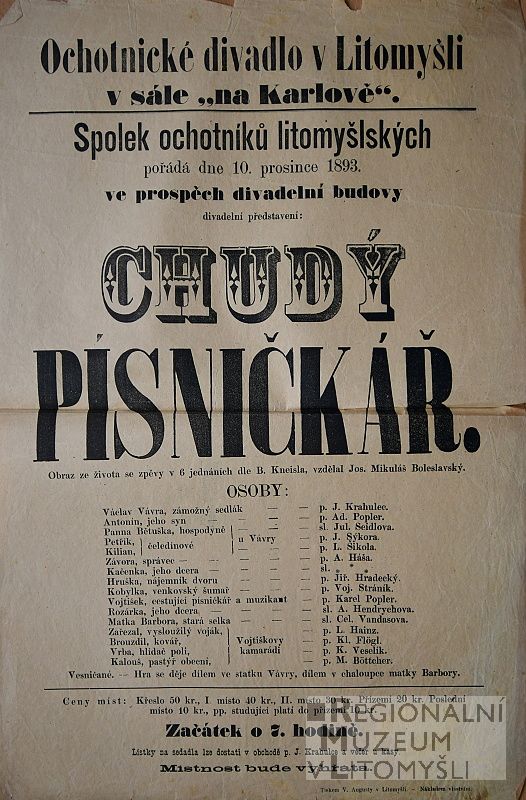 Ochotnické divadlo v Litomyšli
v sále „na Karlově“.
Spolek ochotníků litomyšlských
pořádá dne 10. prosince 1893.
ve prospěch divadelní budovy
divadelní představení:
CHUDÝ
PÍSNIČKÁŘ.
Obraz ze života se zpěvy v 6 jednáních dle B. Kneisla, vzdělal Jos. Mikuláš Boleslavský.
OSOBY:
Václav Vávra, zámožný sedlák — — p. J. Krahulec.
Antonín, jeho syn — — — p. Ad. Popler.
Panna Bětuška, hospodyně } u Vávry — sl. Jul. Seidlova.
Petřík, } čeledínové — p. J. Sýkora.
Kilian, — p. L. Šikola.
Závora, správec — — — — p. A. Háša.
Kačenka, jeho dcera — — — sl. * * *
Hruška, nájemník dvoru — — — p. Jiř. Hradecký.
Kobylka, venkovský šumař — — — p. Voj. Stráník.
Vojtíšek, cestující písničkář a muzikant — p. Karel Popler.
Rozárka, jeho dcera — — — sl. A. Hendrychova.
Matka Barbora, stará selka — — — sl. Cel. Vandasova.
Zařezal, vysloužilý voják, } Vojtíškovy kamarádi — p. L. Hainz.
Brouzdil, kovář, — p. Kl. Flögl.
Vrba, hlídač polí, — p. K. Veselík.
Kalouš, pastýř obecní, — p. M. Böttcher.
Vesničané. — Hra se děje dílem ve statku Vávry, dílem v chaloupce matky Barbory.
Ceny míst: Křeslo 50 kr., I. místo 40 kr., II. místo 30 kr. Přízemí 20 kr. Poslední
místo 10 kr., pp. studující platí do přízemí 10 kr.
Začátek o 7. hodině.
Lístky na sedadla lze dostati v obchodě p. J. Krahulce a večer u kasy.
Místnost bude vyhřáta.
Tiskem V. Augusty v Litomyšli. – Nákladem vlastním.
REGIONÁLNÍ
MUZEUM
V LITOMYŠLI